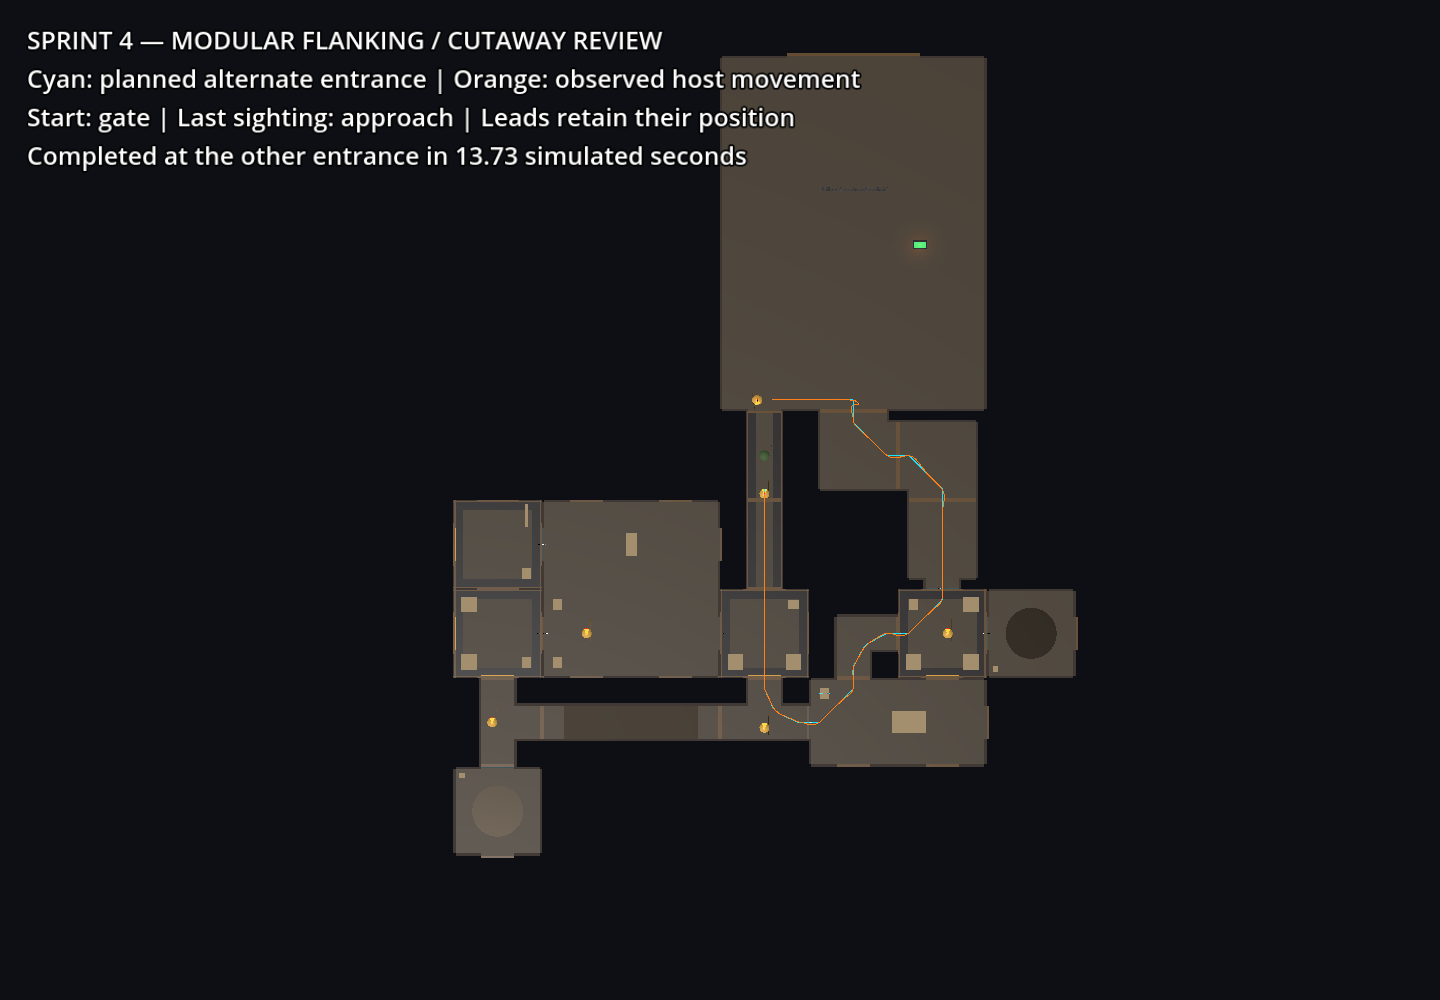 SPRINT 4 — MODULAR FLANKING / CUTAWAY REVIEW
Cyan: planned alternate entrance | Orange: observed host movement
Start: gate | Last sighting: approach | Leads retain their position
Completed at the other entrance in 13.73 simulated seconds